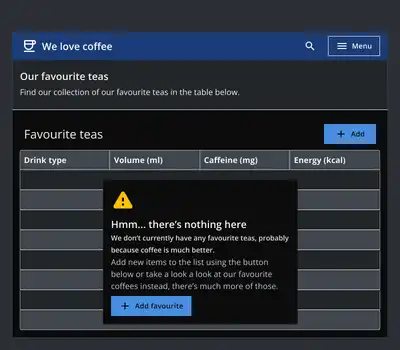 We love coffee
Menu
Our favourite teas
Find our collection of our favourite teas in the table below.
Favourite teas
Add
Drink type Volume (ml) Caffeine (mg) Energy (kcal)
Hmm... there's nothing here
We don't currently have any favourite teas, probably
because coffee is much better.
Add new items to the list using the button
below or take a look a look at our favourite
coffees instead, there's much more of those.
Add favourite